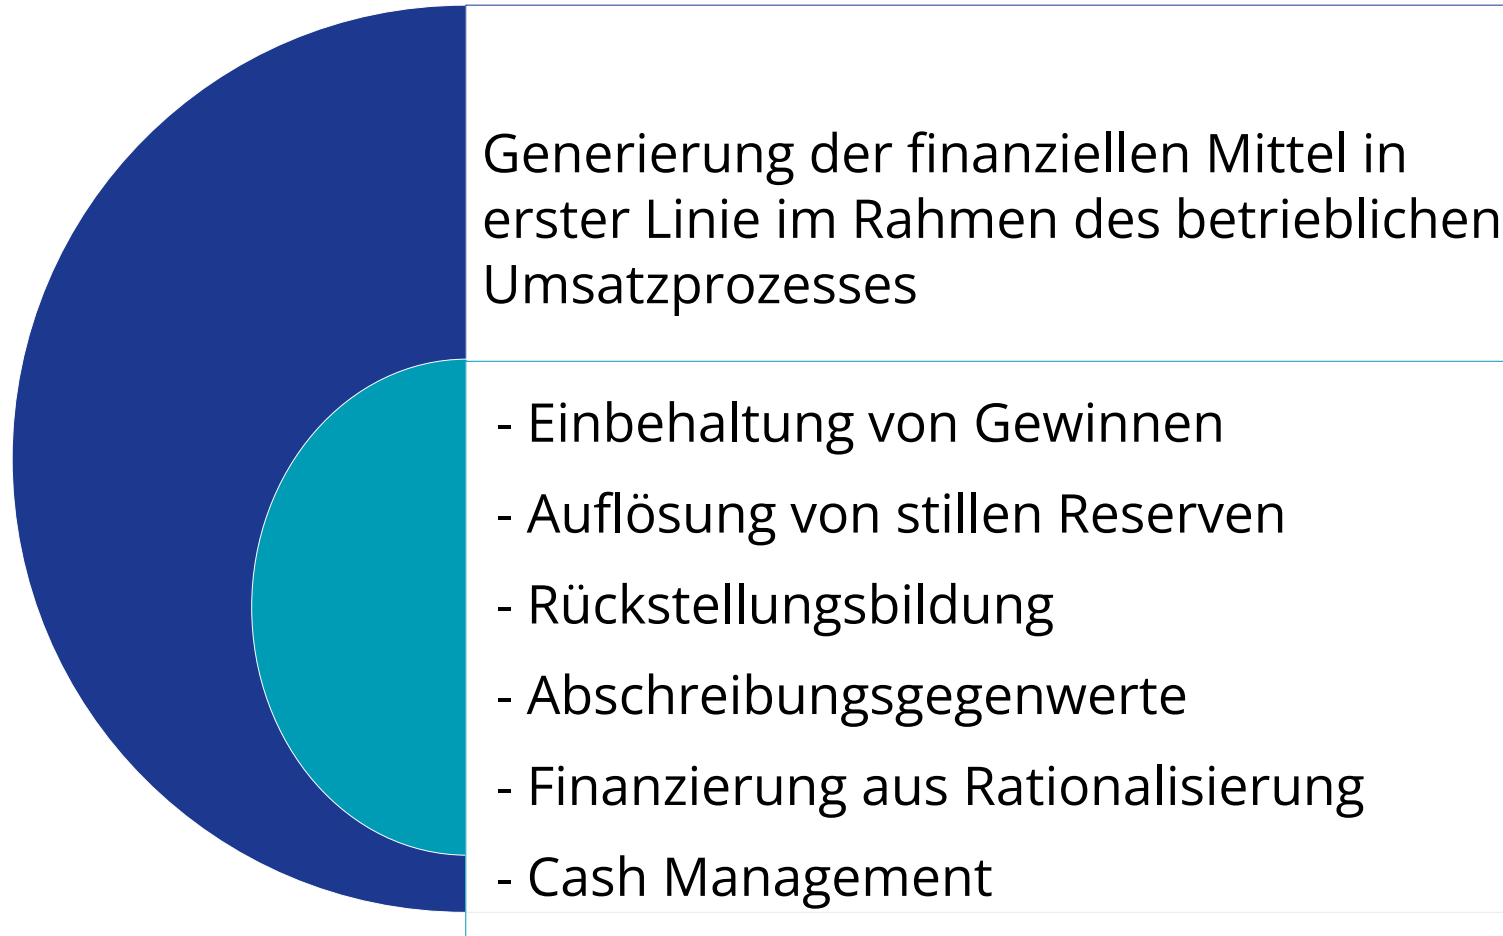 Generierung der finanziellen Mittel in
erster Linie im Rahmen des betrieblichen
Umsatzprozesses
- Einbehaltung von Gewinnen
- Auflösung von stillen Reserven
- Rückstellungsbildung
- Abschreibungsgegenwerte
- Finanzierung aus Rationalisierung
- Cash Management